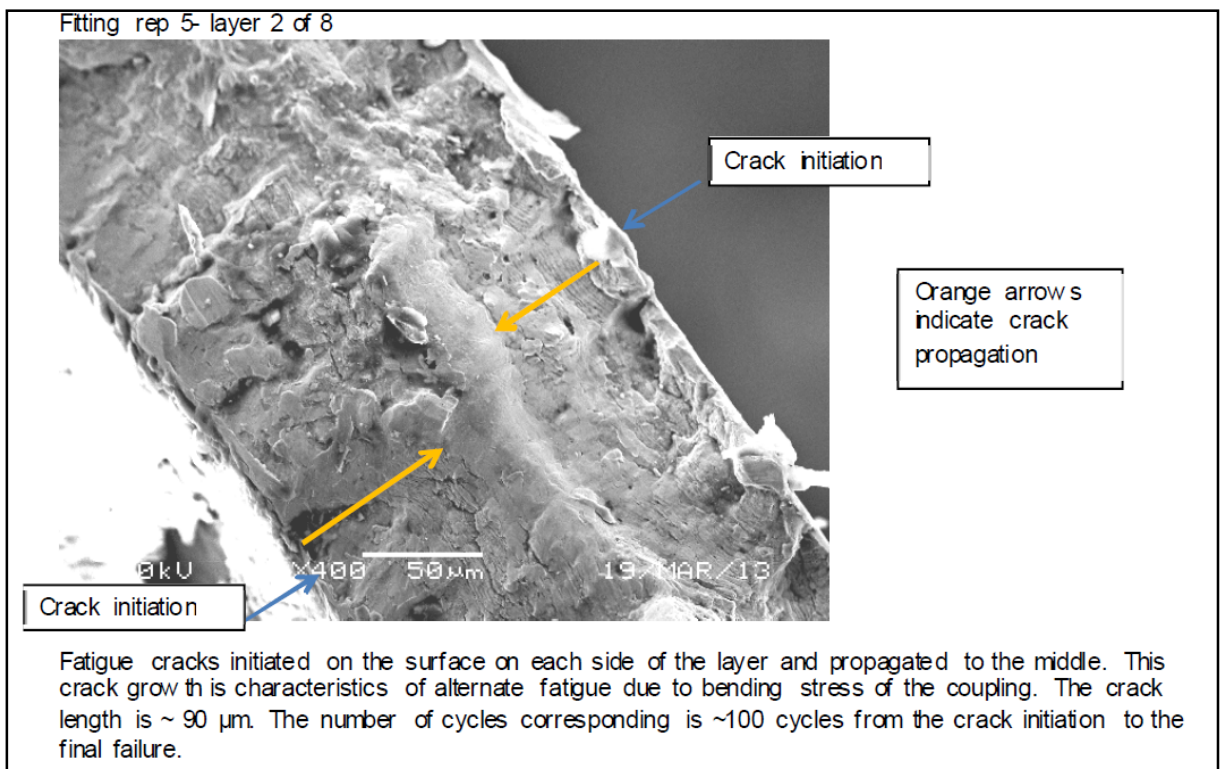 Fitting rep 5- layer 2 of 8
Crack initiation
Orange arrows
indicate crack
propagation
0kV X400 50µm 19/MAR/13
Crack initiation
Fatigue cracks initiated on the surface on each side of the layer and propagated to the middle. This
crack growth is characteristics of alternate fatigue due to bending stress of the coupling. The crack
length is ~ 90 µm. The number of cycles corresponding is ~100 cycles from the crack initiation to the
final failure.